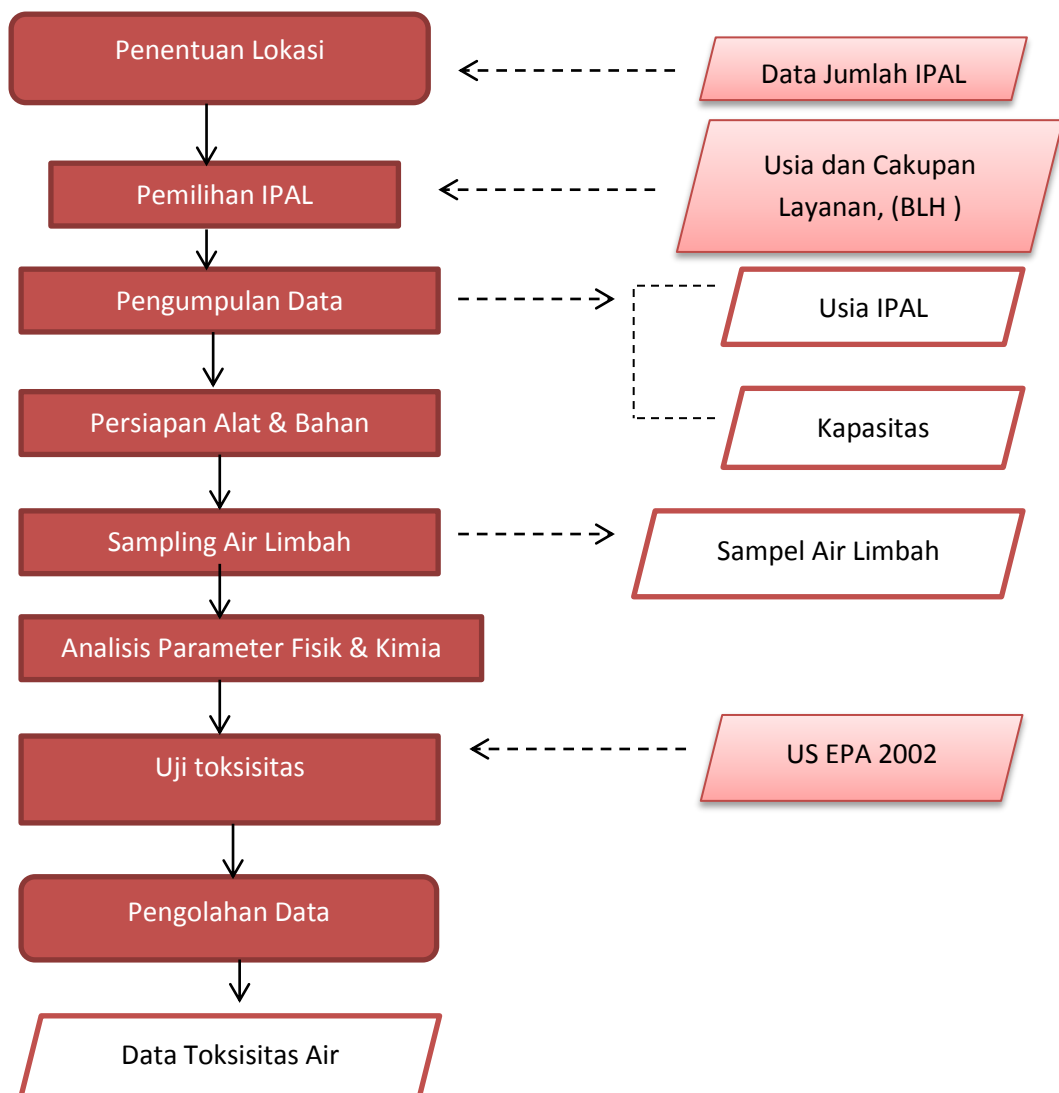 Penentuan Lokasi
Data Jumlah IPAL
Pemilihan IPAL
Usia dan Cakupan
Layanan, (BLH )
Pengumpulan Data
Usia IPAL
Persiapan Alat & Bahan
Kapasitas
Sampling Air Limbah
Sampel Air Limbah
Analisis Parameter Fisik & Kimia
Uji toksisitas
US EPA 2002
Pengolahan Data
Data Toksisitas Air